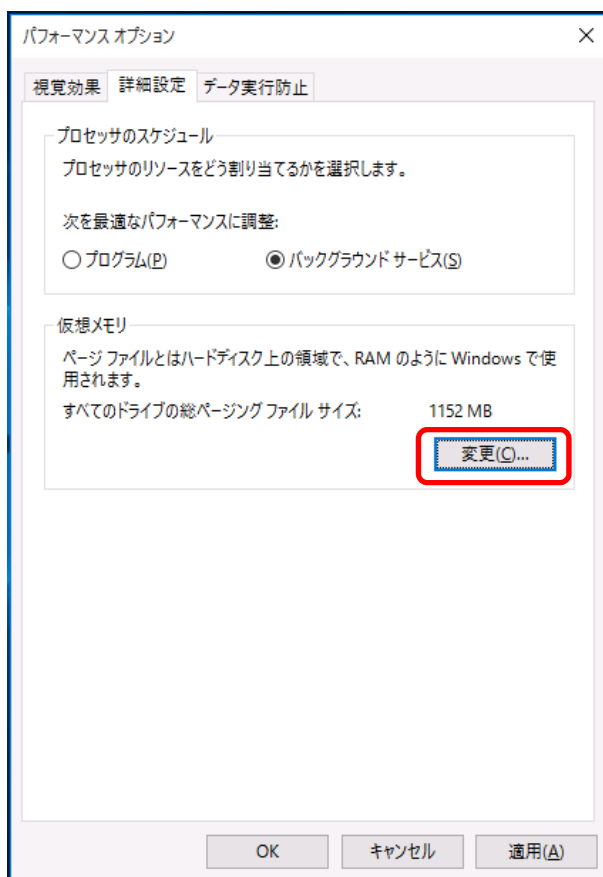 パフォーマンス オプション
視覚効果 詳細設定 データ実行防止
プロセッサのスケジュール
プロセッサのリソースをどう割り当てるかを選択します。
次を最適なパフォーマンスに調整:
プログラム(P) バックグラウンド サービス(S)
仮想メモリ
ページ ファイルとはハードディスク上の領域で、RAM のように Windows で使
用されます。
すべてのドライブの総ページング ファイル サイズ: 1152 MB
変更(C)...
OK キャンセル 適用(A)